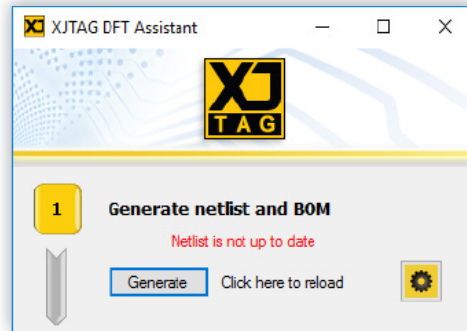 XJTAG DFT Assistant
XJ
TAG
1
Generate netlist and BOM
Netlist is not up to date
Generate Click here to reload